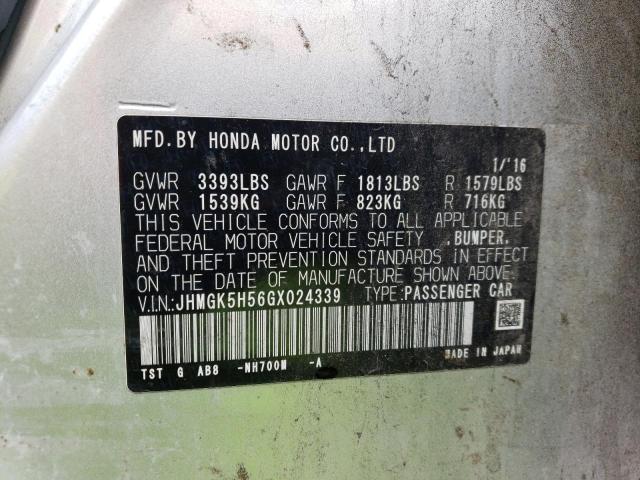 MFD.BY HONDA MOTOR CO.,LTD
1/'16
GVWR 3393LBS GAWR F 1813LBS R 1579LBS
GVWR 1539KG GAWR F 823KG R 716KG
THIS VEHICLE CONFORMS TO ALL APPLICABLE
FEDERAL MOTOR VEHICLE SAFETY ,BUMPER,
AND THEFT PREVENTION STANDARDS IN EFFECT
ON THE DATE OF MANUFACTURE SHOWN ABOVE.
V.I.N.:JHMGK5H56GX024339 TYPE:PASSENGER CAR
TST G AB8 -NH700M -A
MADE IN JAPAN